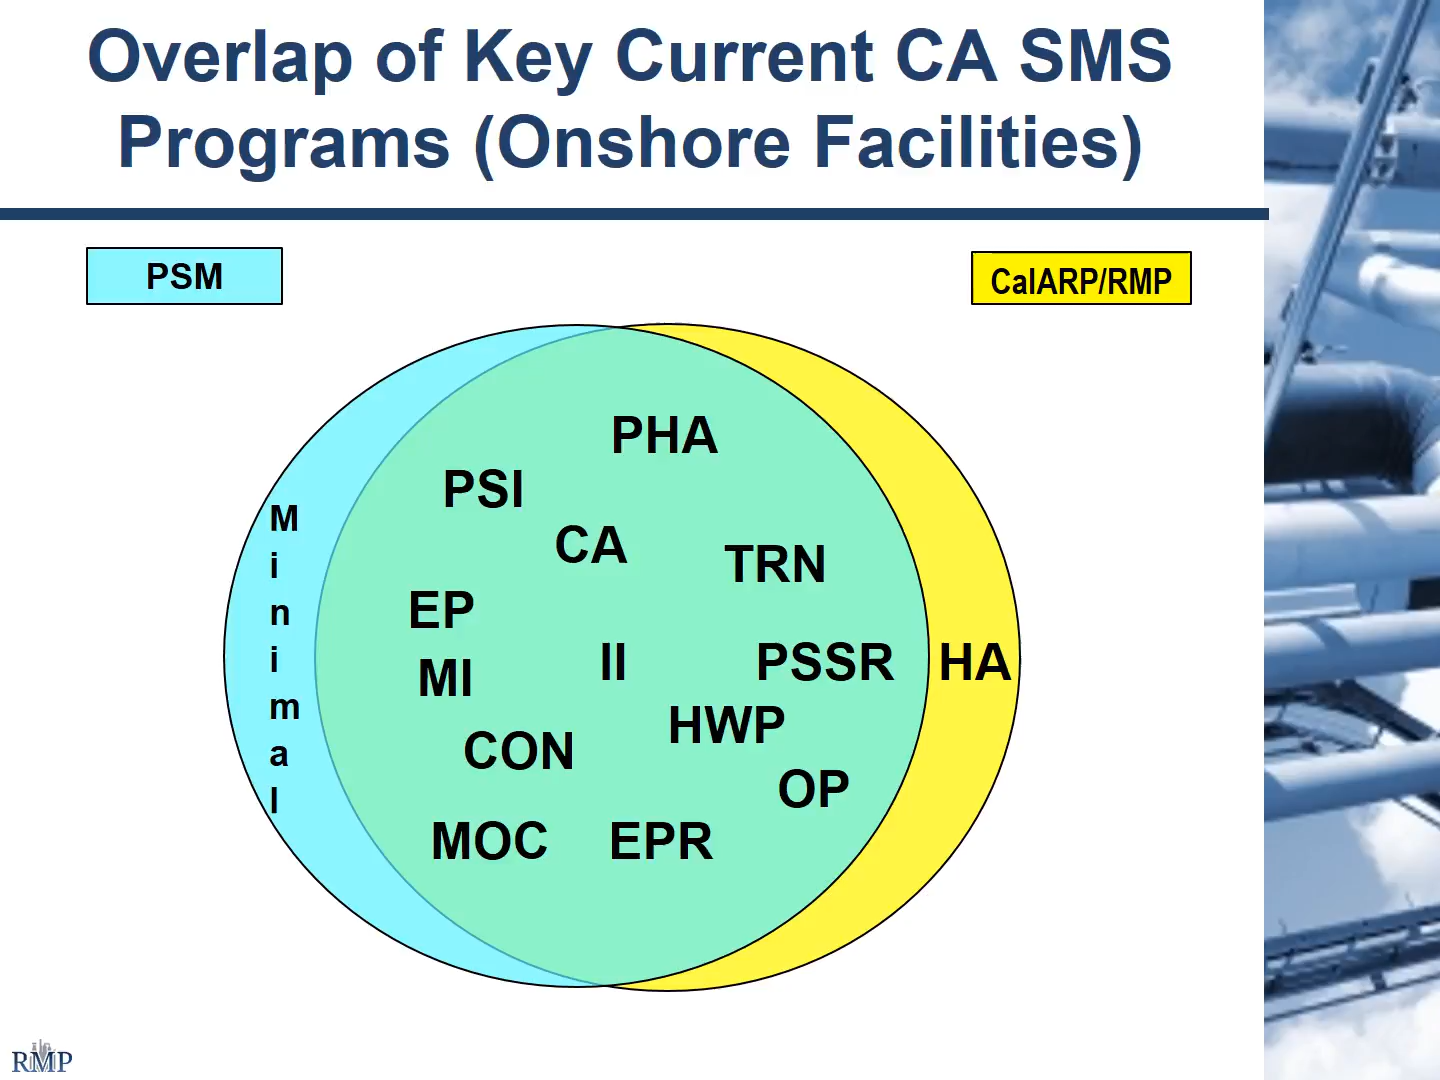 Overlap of Key Current CA SMS
Programs (Onshore Facilities)
PSM
CalARP/RMP
PHA
PSI
CA
TRN
EP
II
PSSR
HA
MI
HWP
CON
OP
MOC
EPR
Minimal
RMP